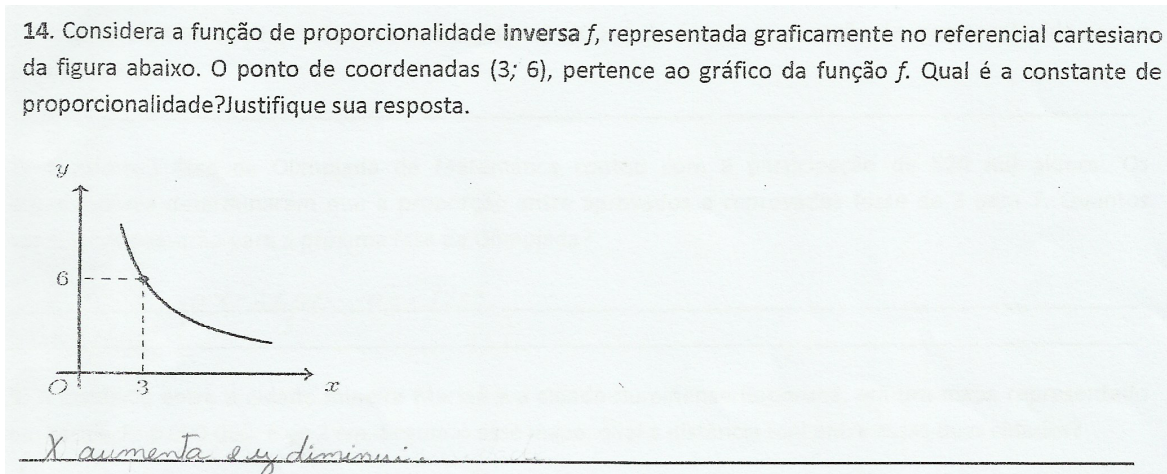 14. Considera a função de proporcionalidade inversa f, representada graficamente no referencial cartesiano
da figura abaixo. O ponto de coordenadas (3; 6), pertence ao gráfico da função f. Qual é a constante de
proporcionalidade?Justifique sua resposta.
y
6
O 3 x
X aumenta e y diminui.